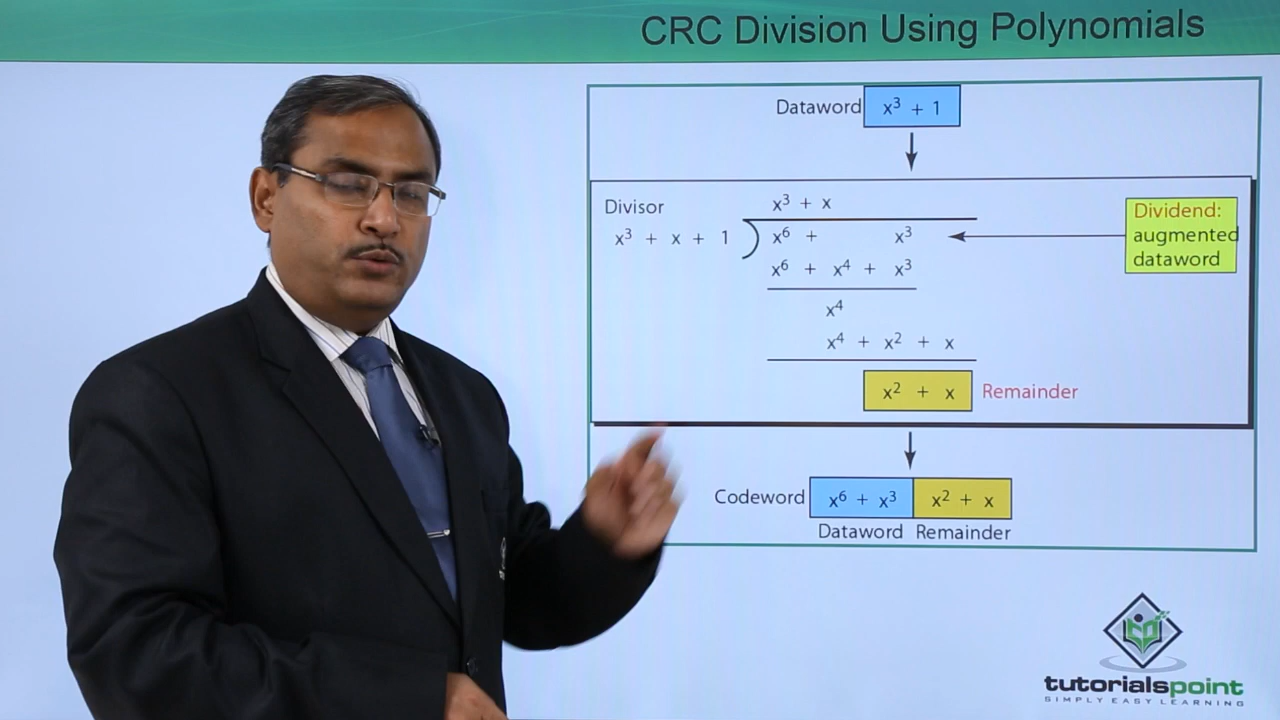 CRC Division Using Polynomials
Dataword x³ + 1
x³ + x
Divisor
x³ + x + 1 ) x⁶ + x³
Dividend:
augmented
dataword
x⁶ + x⁴ + x³
x⁴
x⁴ + x² + x
x² + x Remainder
Codeword x⁶ + x³ x² + x
Dataword Remainder
tutorialspoint
SIMPLY EASY LEARNING